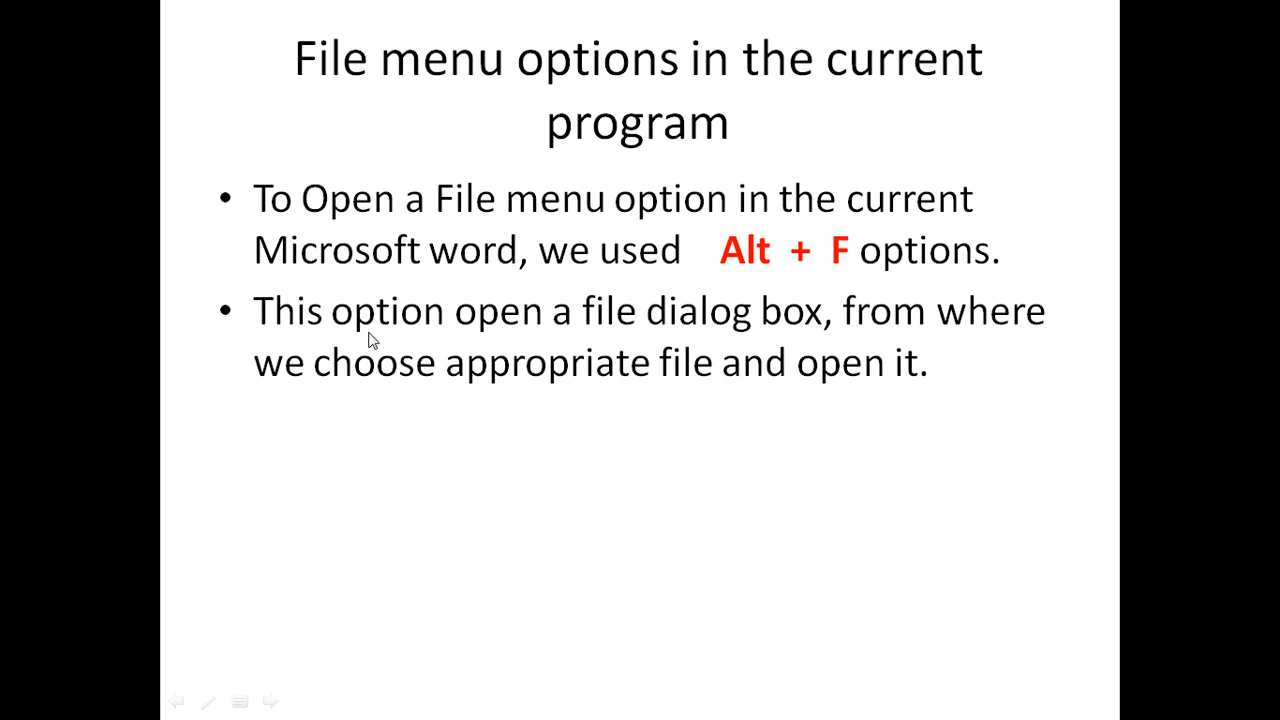 File menu options in the current
program
• To Open a File menu option in the current
Microsoft word, we used Alt + F options.
• This option open a file dialog box, from where
we choose appropriate file and open it.